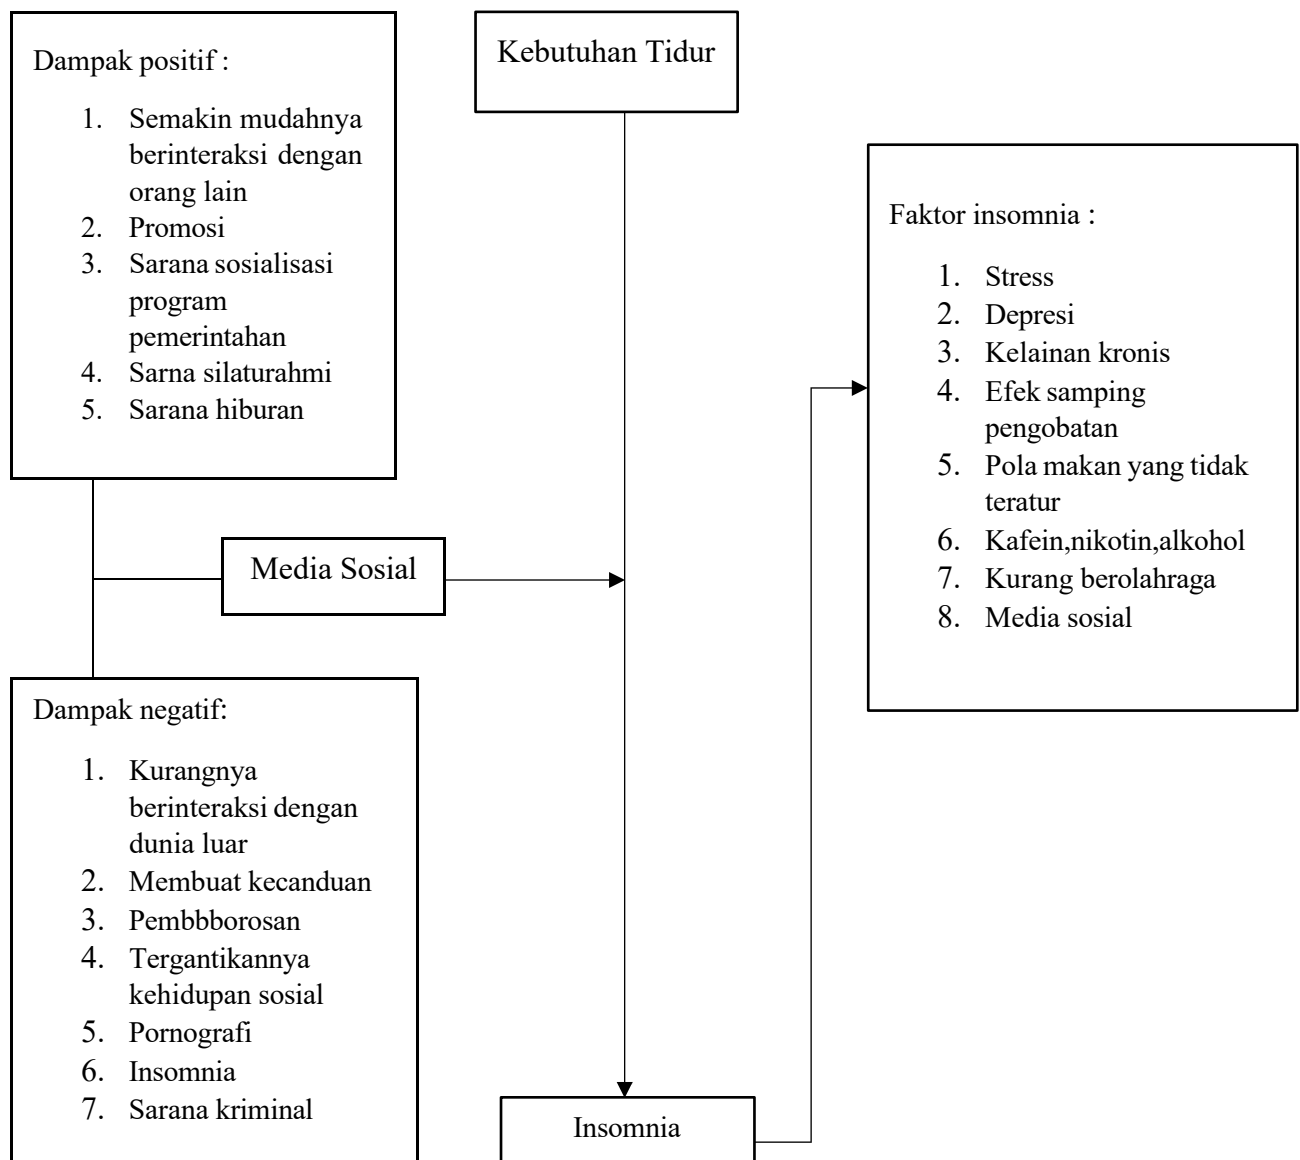 Dampak positif :
1. Semakin mudahnya
berinteraksi dengan
orang lain
2. Promosi
3. Sarana sosialisasi
program
pemerintahan
4. Sarna silaturahmi
5. Sarana hiburan
Kebutuhan Tidur
Faktor insomnia :
1. Stress
2. Depresi
3. Kelainan kronis
4. Efek samping
pengobatan
5. Pola makan yang tidak
teratur
6. Kafein,nikotin,alkohol
7. Kurang berolahraga
8. Media sosial
Media Sosial
Dampak negatif:
1. Kurangnya
berinteraksi dengan
dunia luar
2. Membuat kecanduan
3. Pembbborosan
4. Tergantikannya
kehidupan sosial
5. Pornografi
6. Insomnia
7. Sarana kriminal
Insomnia